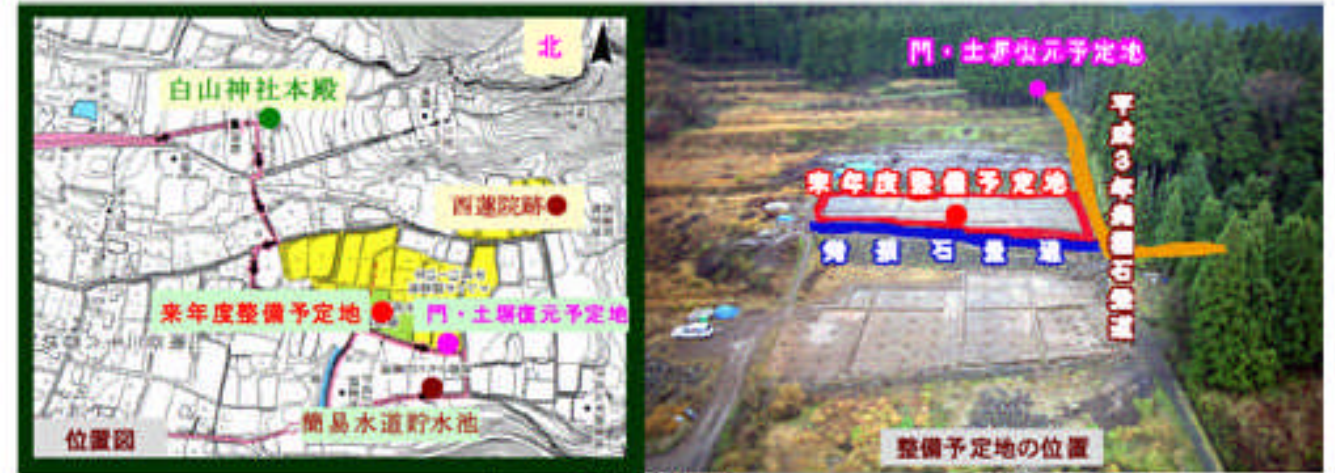 北
白山神社本殿
西蓮院跡
来年度整備予定地
門・土塀復元予定地
簡易水道貯水池
位置図
門・土塀復元予定地
来年度整備予定地
発掘石畳道
平成3年整備石畳道
整備予定地の位置